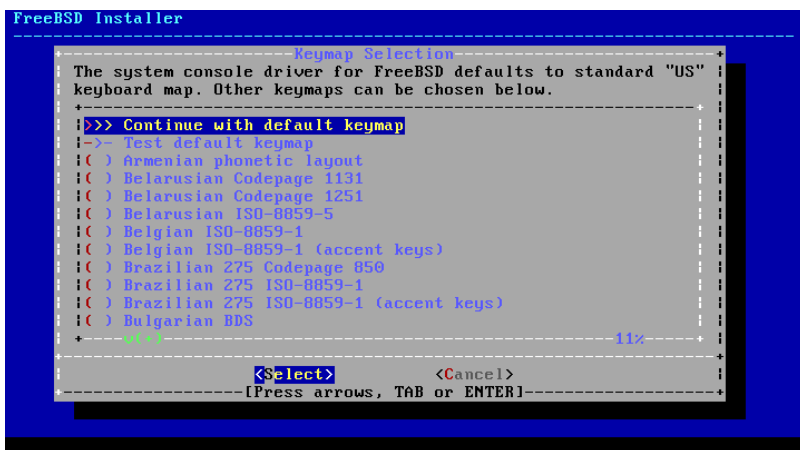 FreeBSD Installer
Keymap Selection
The system console driver for FreeBSD defaults to standard "US"
keyboard map. Other keymaps can be chosen below.
>>> Continue with default keymap
->- Test default keymap
( ) Armenian phonetic layout
( ) Belarusian Codepage 1131
( ) Belarusian Codepage 1251
( ) Belarusian ISO-8859-5
( ) Belgian ISO-8859-1
( ) Belgian ISO-8859-1 (accent keys)
( ) Brazilian 275 Codepage 850
( ) Brazilian 275 ISO-8859-1
( ) Brazilian 275 ISO-8859-1 (accent keys)
( ) Bulgarian BDS
v(+) 11%
<Select> <Cancel>
[Press arrows, TAB or ENTER]